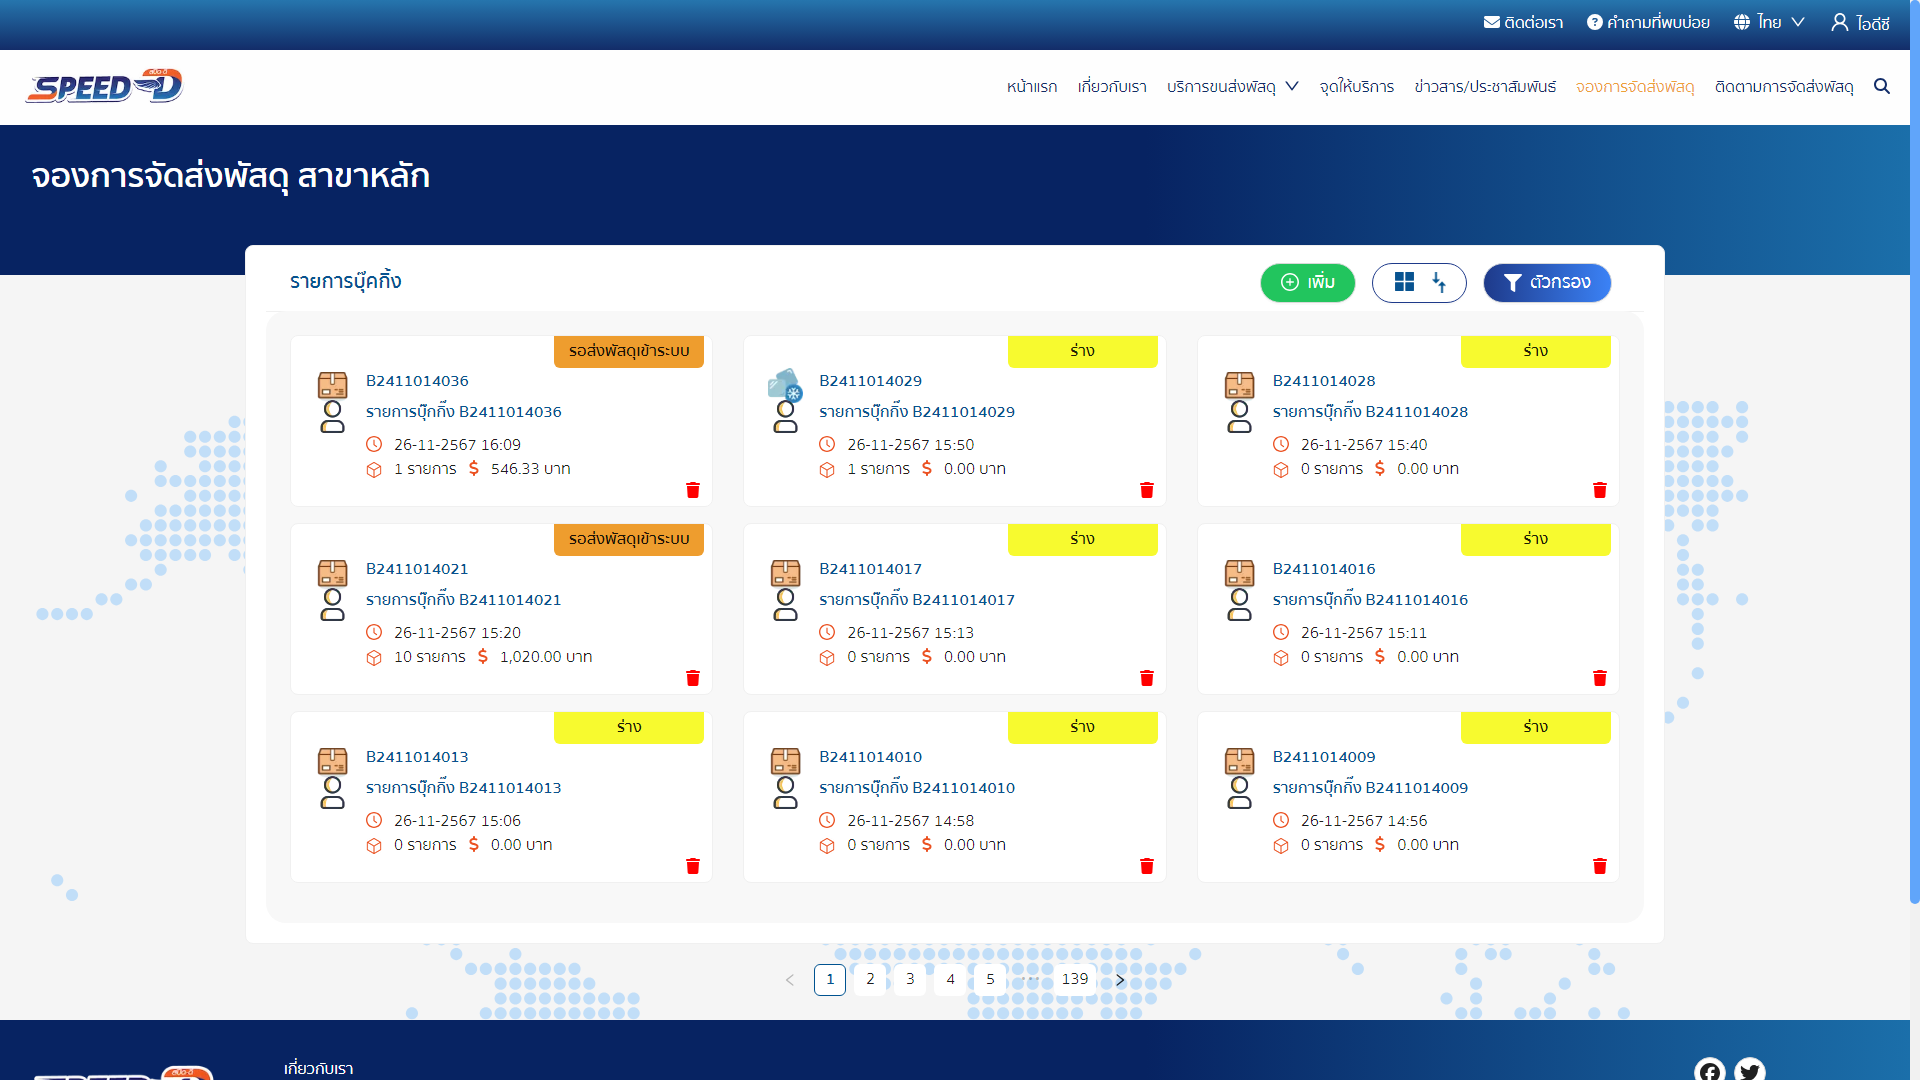 ติดต่อเรา คำถามที่พบบ่อย ไทย ไอดีซี
SPEED-D สปีด-ดี
หน้าแรก เกี่ยวกับเรา บริการขนส่งพัสดุ จุดให้บริการ ข่าวสาร/ประชาสัมพันธ์ จองการจัดส่งพัสดุ ติดตามการจัดส่งพัสดุ
จองการจัดส่งพัสดุ สาขาหลัก
รายการบุ๊คกิ้ง เพิ่ม ตัวกรอง
รอส่งพัสดุเข้าระบบ
B2411014036
รายการบุ๊กกิ๊ง B2411014036
26-11-2567 16:09
1 รายการ $ 546.33 บาท
ร่าง
B2411014029
รายการบุ๊กกิ๊ง B2411014029
26-11-2567 15:50
1 รายการ $ 0.00 บาท
ร่าง
B2411014028
รายการบุ๊กกิ๊ง B2411014028
26-11-2567 15:40
0 รายการ $ 0.00 บาท
รอส่งพัสดุเข้าระบบ
B2411014021
รายการบุ๊กกิ๊ง B2411014021
26-11-2567 15:20
10 รายการ $ 1,020.00 บาท
ร่าง
B2411014017
รายการบุ๊กกิ๊ง B2411014017
26-11-2567 15:13
0 รายการ $ 0.00 บาท
ร่าง
B2411014016
รายการบุ๊กกิ๊ง B2411014016
26-11-2567 15:11
0 รายการ $ 0.00 บาท
ร่าง
B2411014013
รายการบุ๊กกิ๊ง B2411014013
26-11-2567 15:06
0 รายการ $ 0.00 บาท
ร่าง
B2411014010
รายการบุ๊กกิ๊ง B2411014010
26-11-2567 14:58
0 รายการ $ 0.00 บาท
ร่าง
B2411014009
รายการบุ๊กกิ๊ง B2411014009
26-11-2567 14:56
0 รายการ $ 0.00 บาท
1 2 3 4 5 ••• 139
เกี่ยวกับเรา